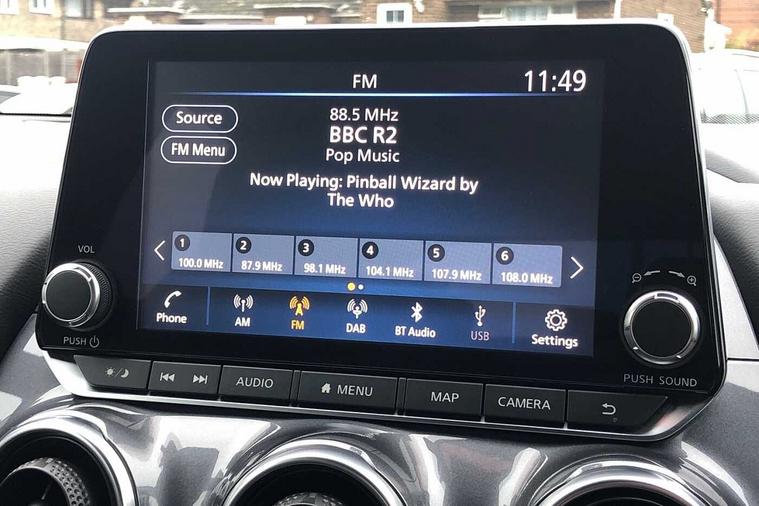 FM
11:49
Source
88.5 MHz
BBC R2
FM Menu
Pop Music
Now Playing: Pinball Wizard by
The Who
1 2 3 4 5 6
100.0 MHz 87.9 MHz 98.1 MHz 104.1 MHz 107.9 MHz 108.0 MHz
Phone AM FM DAB BT Audio USB Settings
VOL
PUSH
PUSH SOUND
AUDIO MENU MAP CAMERA